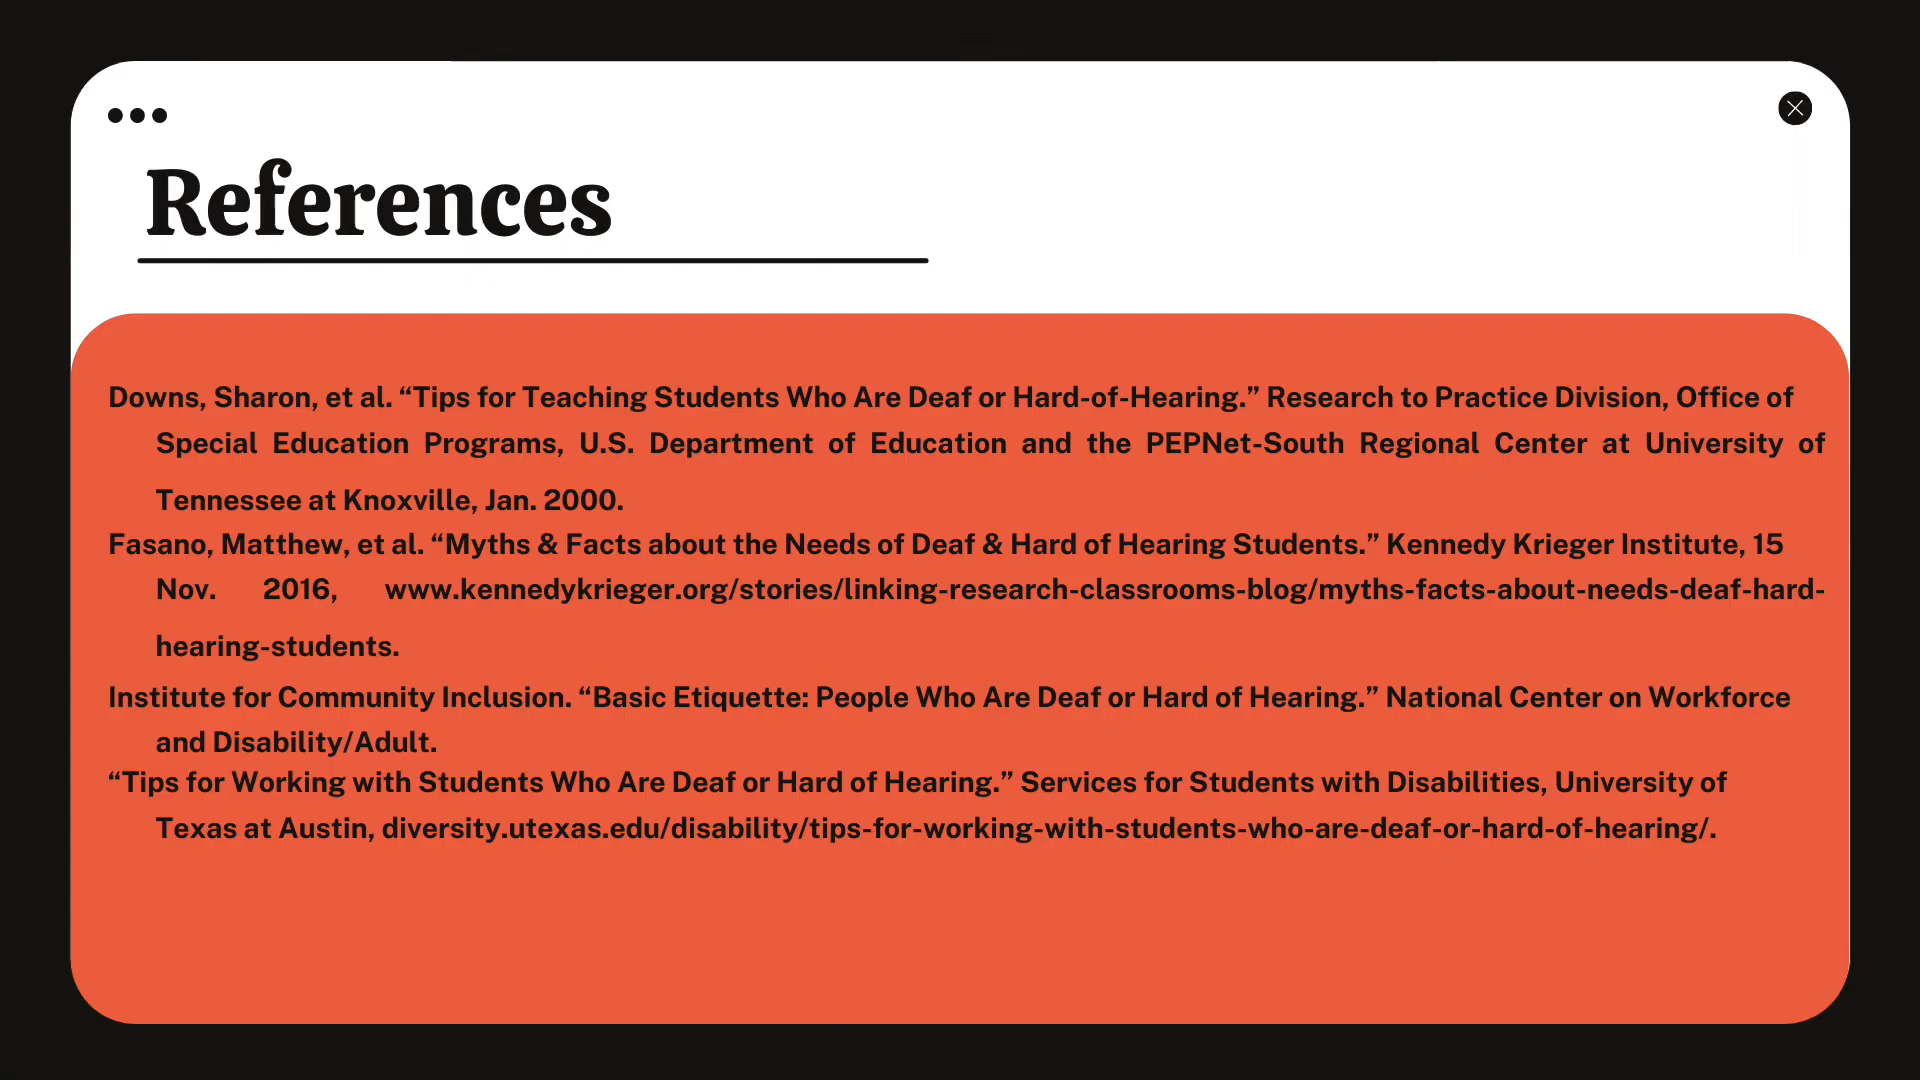 References
Downs, Sharon, et al. “Tips for Teaching Students Who Are Deaf or Hard-of-Hearing.” Research to Practice Division, Office of
Special Education Programs, U.S. Department of Education and the PEPNet-South Regional Center at University of
Tennessee at Knoxville, Jan. 2000.
Fasano, Matthew, et al. “Myths & Facts about the Needs of Deaf & Hard of Hearing Students.” Kennedy Krieger Institute, 15
Nov. 2016, www.kennedykrieger.org/stories/linking-research-classrooms-blog/myths-facts-about-needs-deaf-hard-
hearing-students.
Institute for Community Inclusion. “Basic Etiquette: People Who Are Deaf or Hard of Hearing.” National Center on Workforce
and Disability/Adult.
“Tips for Working with Students Who Are Deaf or Hard of Hearing.” Services for Students with Disabilities, University of
Texas at Austin, diversity.utexas.edu/disability/tips-for-working-with-students-who-are-deaf-or-hard-of-hearing/.